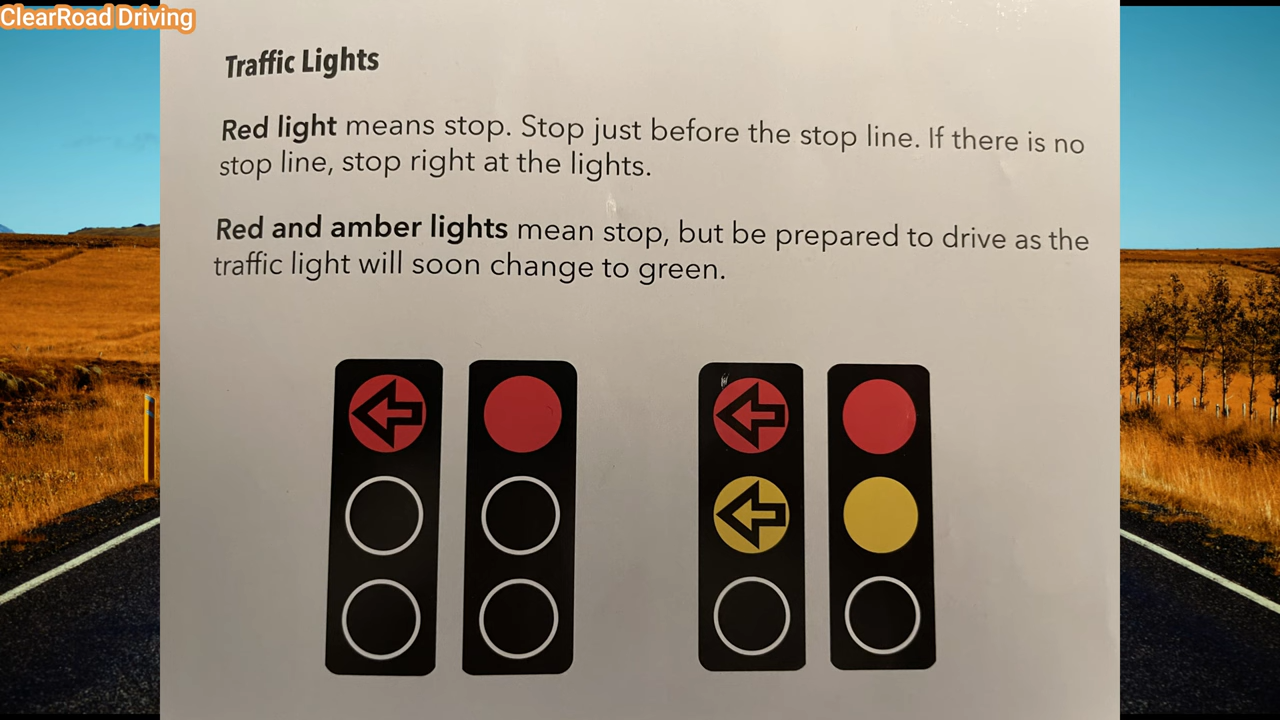 ClearRoad Driving
Traffic Lights
Red light means stop. Stop just before the stop line. If there is no
stop line, stop right at the lights.
Red and amber lights mean stop, but be prepared to drive as the
traffic light will soon change to green.